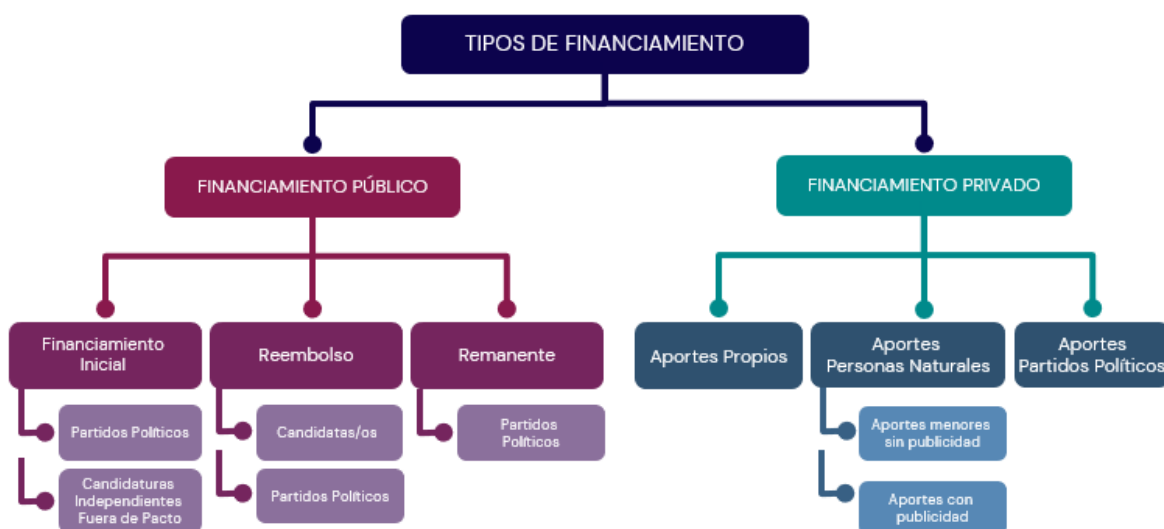 TIPOS DE FINANCIAMIENTO
FINANCIAMIENTO PÚBLICO
FINANCIAMIENTO PRIVADO
Financiamiento
Inicial
Reembolso
Remanente
Aportes Propios
Aportes
Personas Naturales
Aportes
Partidos Políticos
Partidos Políticos
Candidatas/os
Partidos
Políticos
Aportes menores
sin publicidad
Candidaturas
Independientes
Fuera de Pacto
Partidos Políticos
Aportes con
publicidad